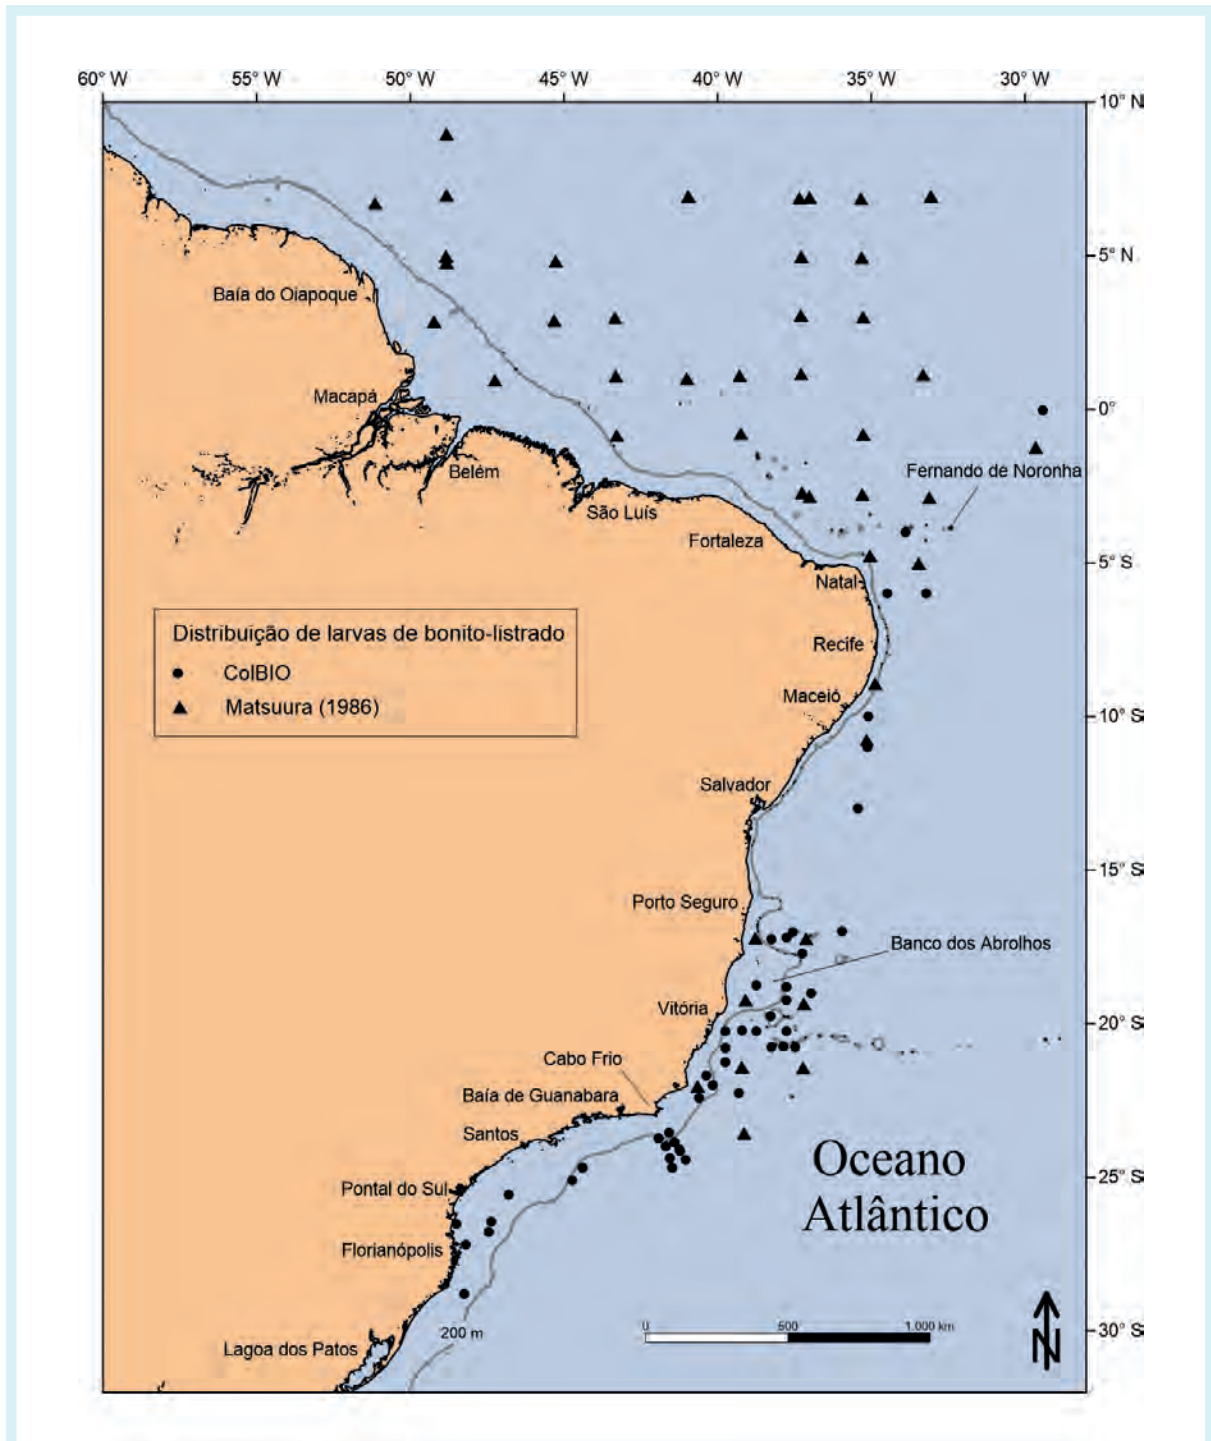 60° W 55° W 50° W 45° W 40° W 35° W 30° W
10° N
5° N
Baía do Oiapoque
Macapá
0°
Fernando de Noronha
Belém
São Luís
Fortaleza
5° S
Natal
Distribuição de larvas de bonito-listrado
Recife
ColBIO
Maceió
Matsuura (1986)
10° S
Salvador
15° S
Porto Seguro
Banco dos Abrolhos
Vitória
20° S
Cabo Frio
Baía de Guanabara
Santos
Oceano
Atlântico
25° S
Pontal do Sul
Florianópolis
0 500 1.000 km
200 m
30° S
Lagoa dos Patos
N